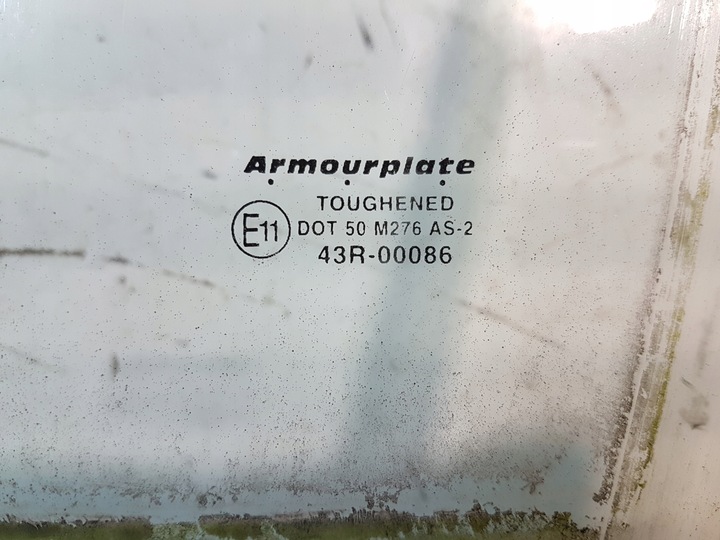 Armourplate
TOUGHENED
E11 DOT 50 M276 AS-2
43R-00086